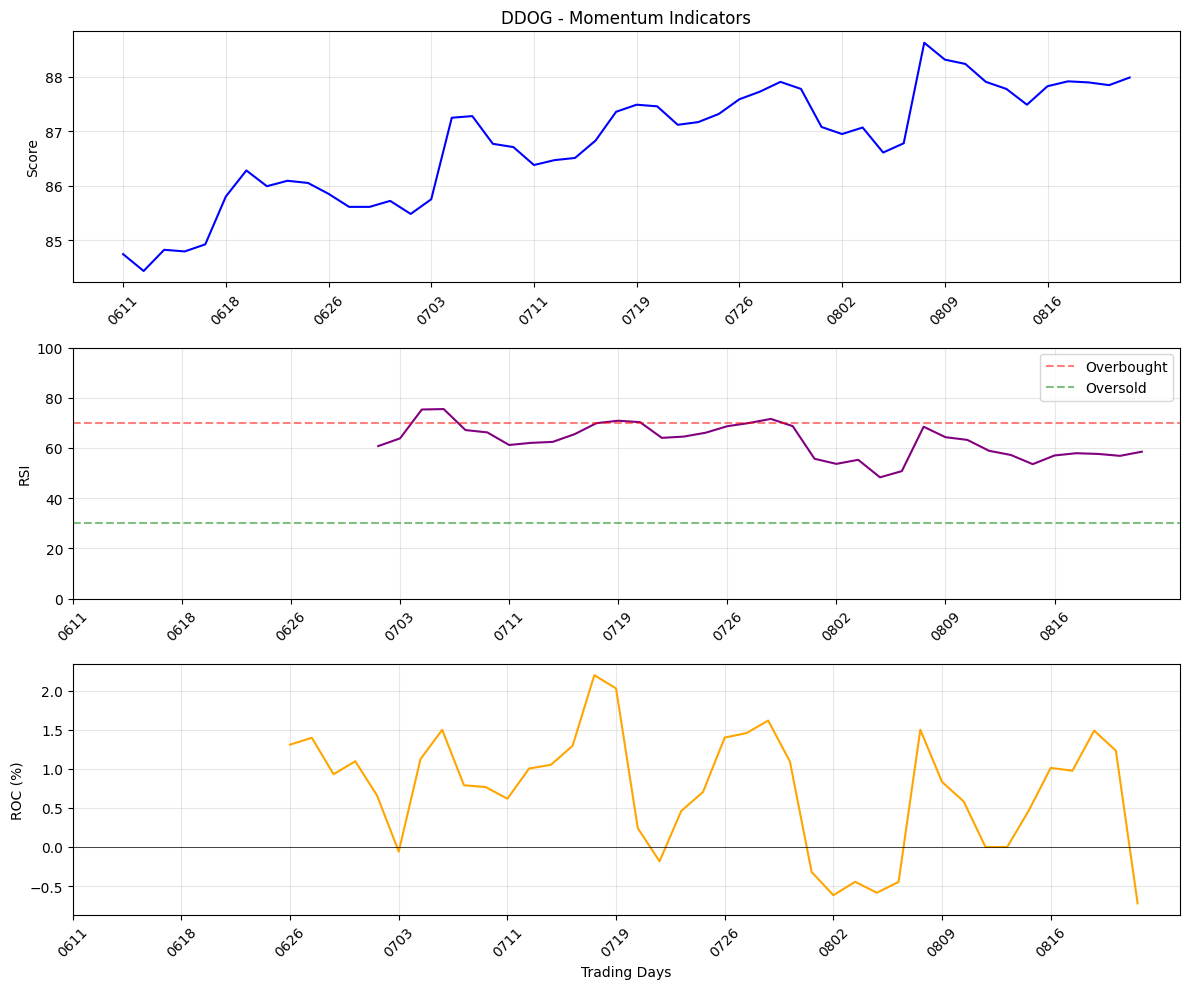 DDOG - Momentum Indicators
Score
88
87
86
85
0611 0618 0626 0703 0711 0719 0726 0802 0809 0816
RSI
100
80
60
40
20
0
Overbought
Oversold
0611 0618 0626 0703 0711 0719 0726 0802 0809 0816
ROC (%)
2.0
1.5
1.0
0.5
0.0
−0.5
0611 0618 0626 0703 0711 0719 0726 0802 0809 0816
Trading Days